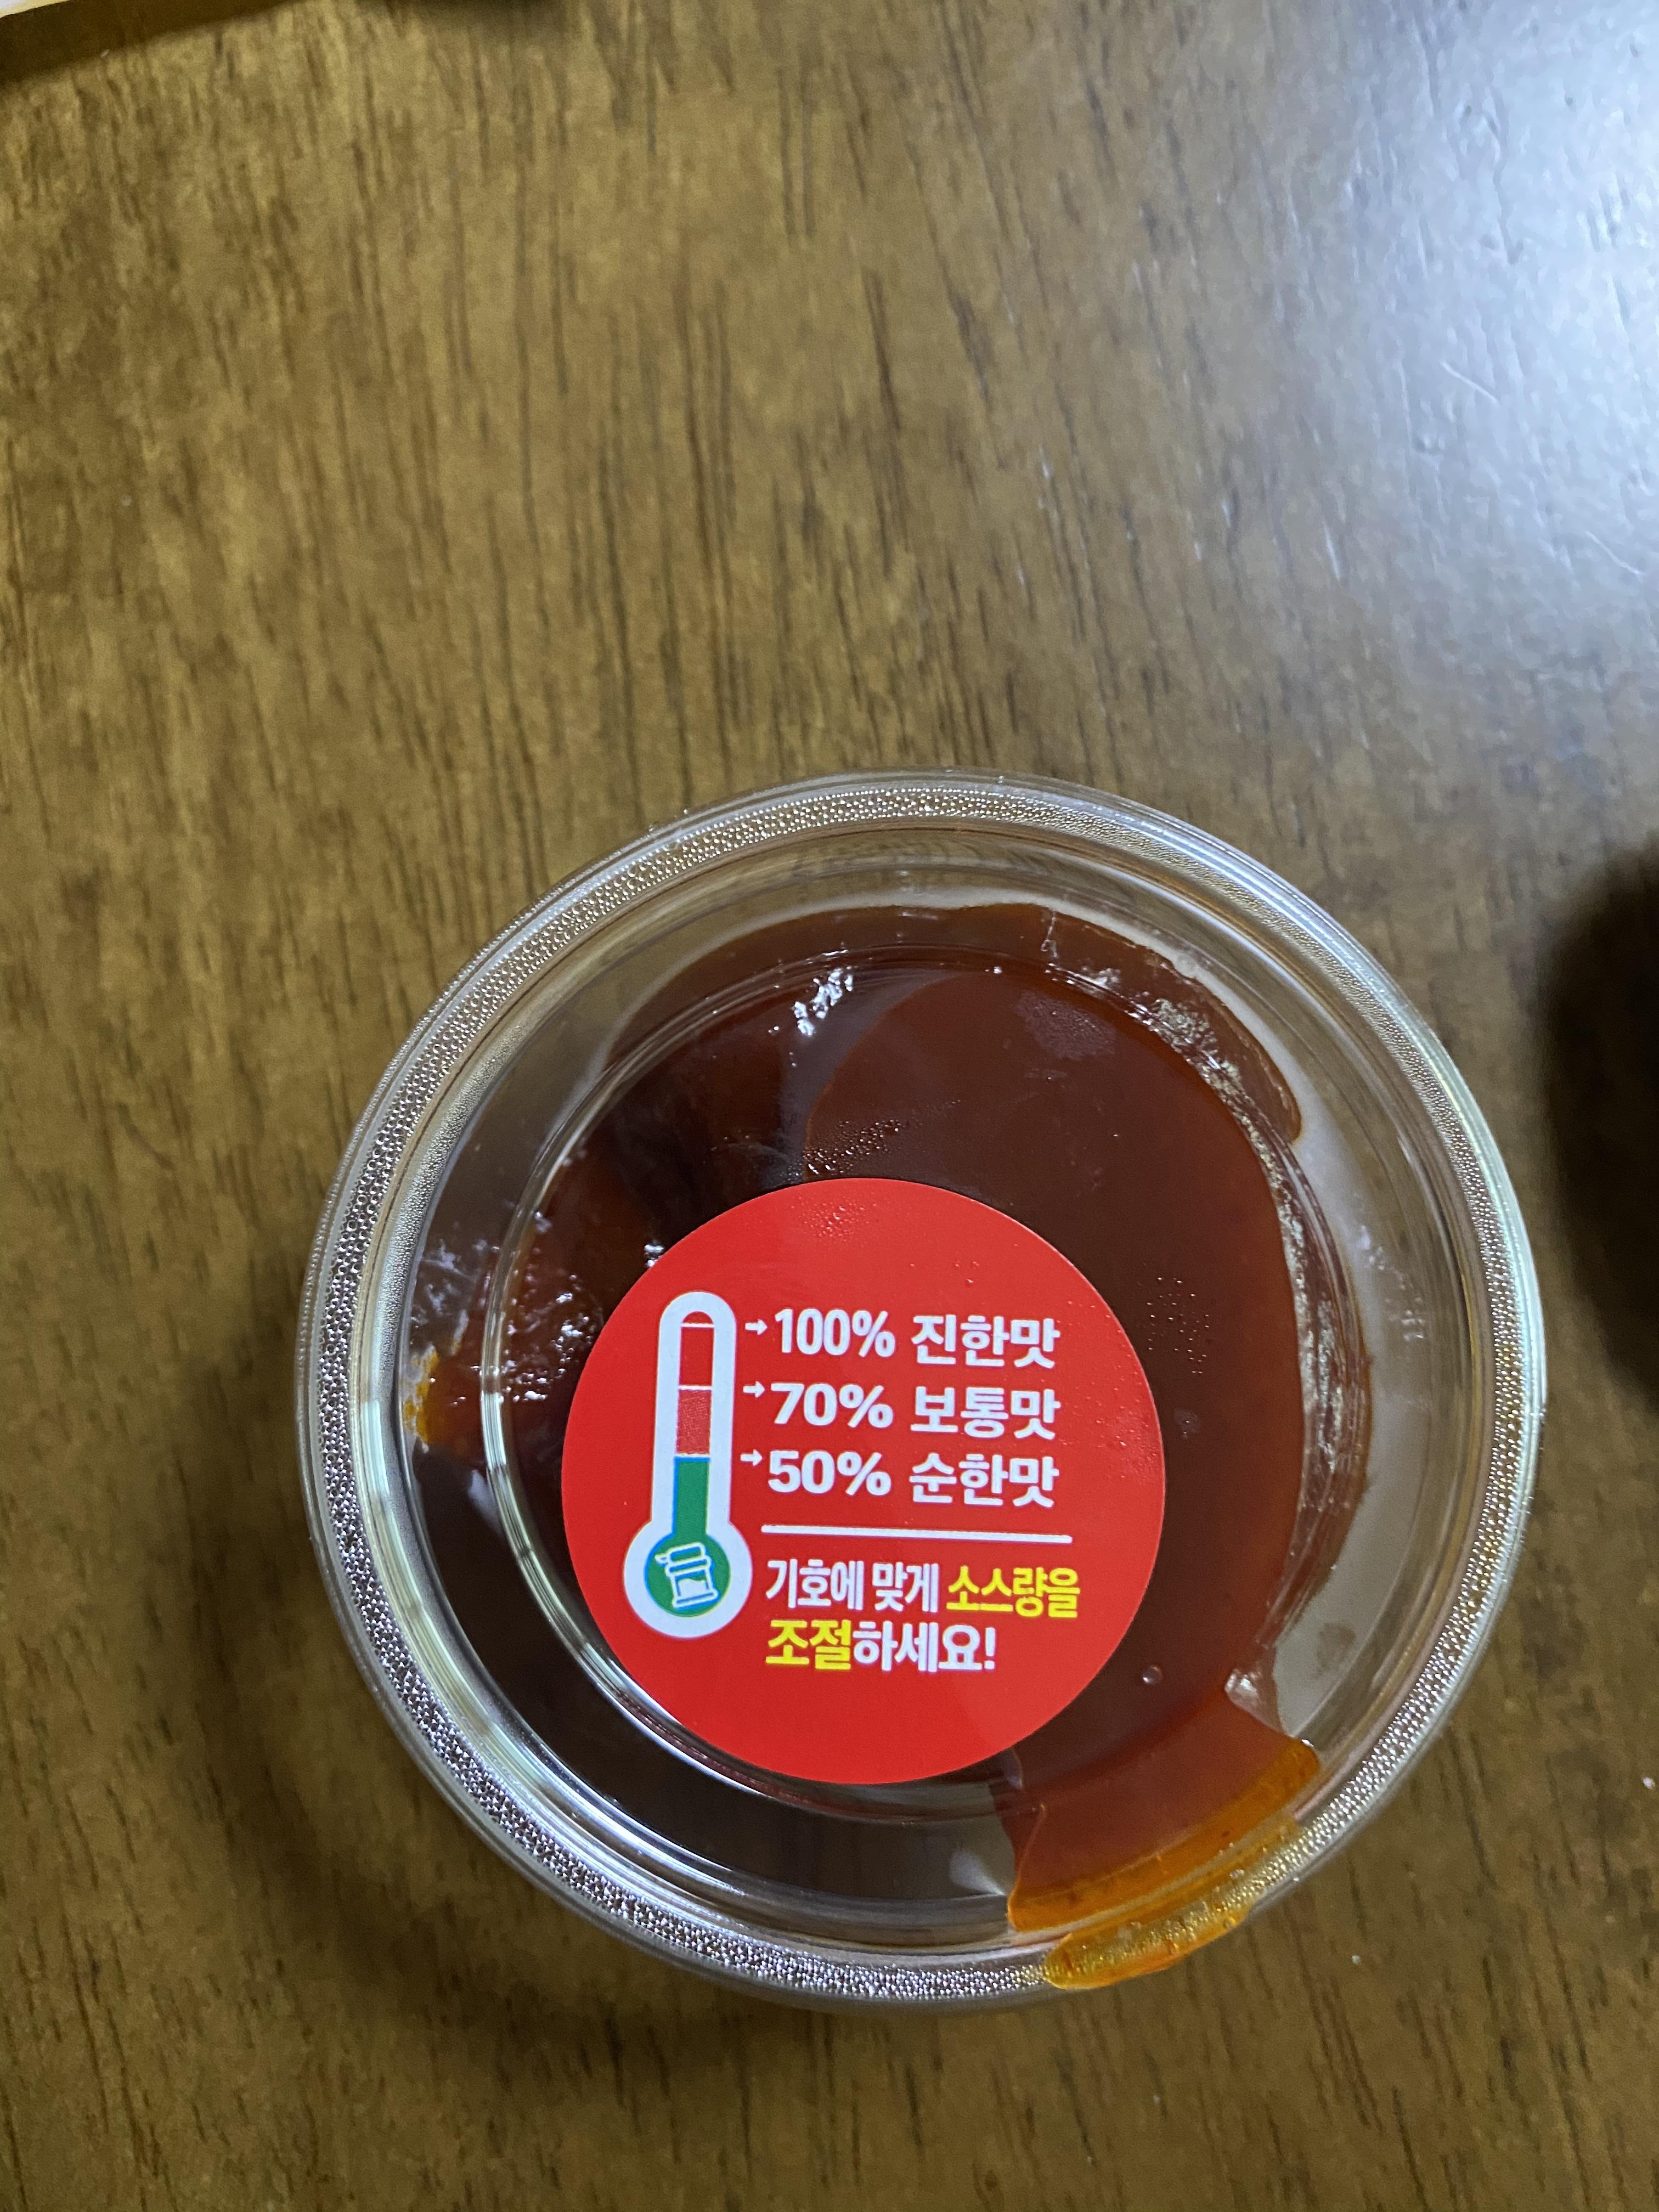 →100% 진한맛
→70% 보통맛
→50% 순한맛
기호에 맞게 소스량을
조절하세요!